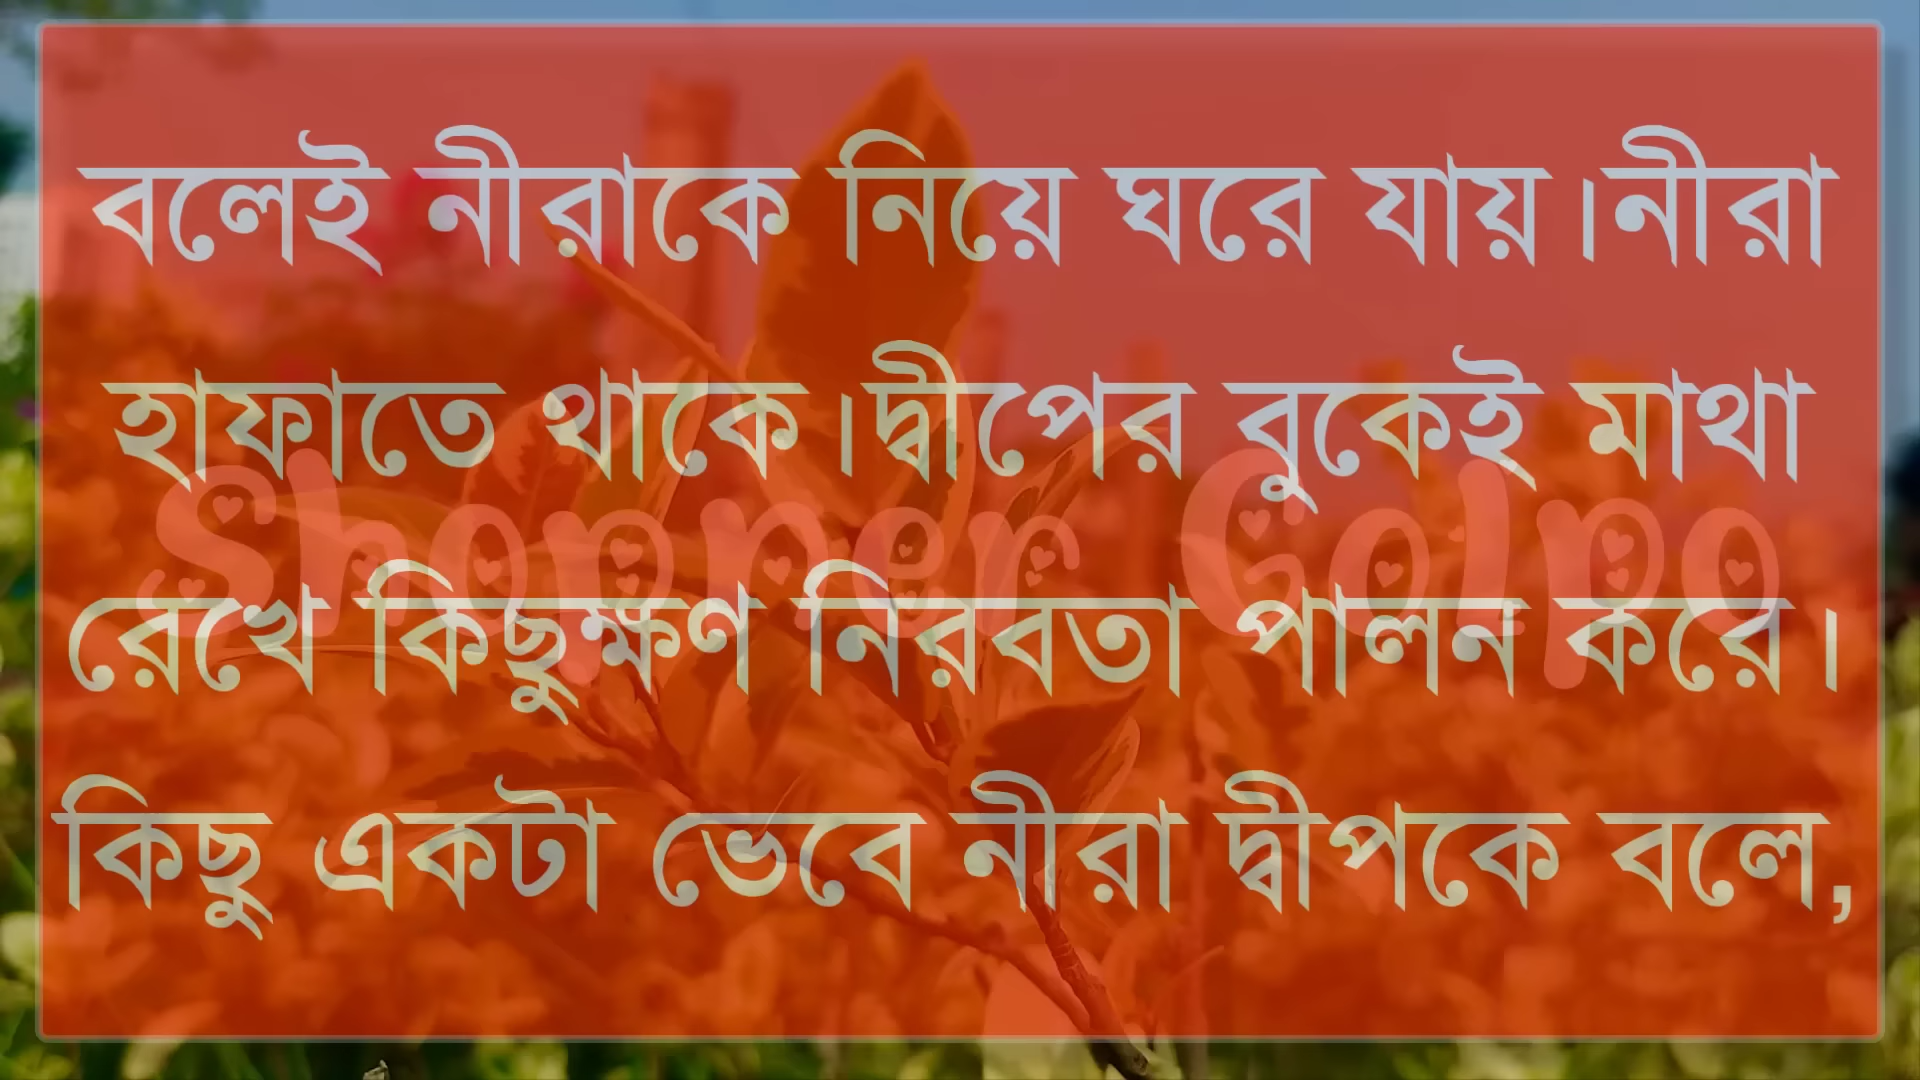 বলেই নীরাকে নিয়ে ঘরে যায়।নীরা
হাফাতে থাকে।দ্বীপের বুকেই মাথা
রেখে কিছুক্ষণ নিরবতা পালন করে।
কিছু একটা ভেবে নীরা দ্বীপকে বলে,
Shopner Golpo